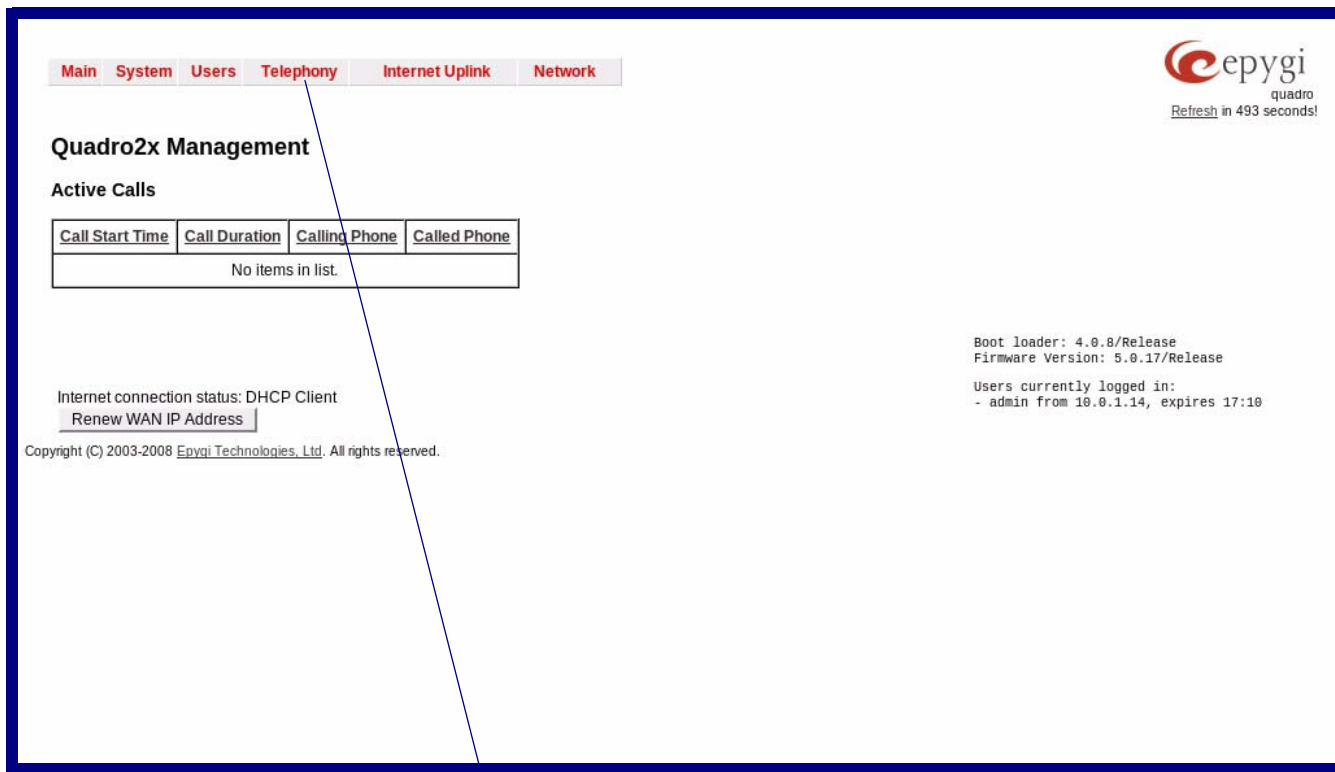 Main System Users Telephony Internet Uplink Network
epygi
quadro
Refresh in 493 seconds!
Quadro2x Management
Active Calls
Call Start Time Call Duration Calling Phone Called Phone
No items in list.
Boot loader: 4.0.8/Release
Firmware Version: 5.0.17/Release
Users currently logged in:
- admin from 10.0.1.14, expires 17:10
Internet connection status: DHCP Client
Renew WAN IP Address
Copyright (C) 2003-2008 Epygi Technologies, Ltd. All rights reserved.